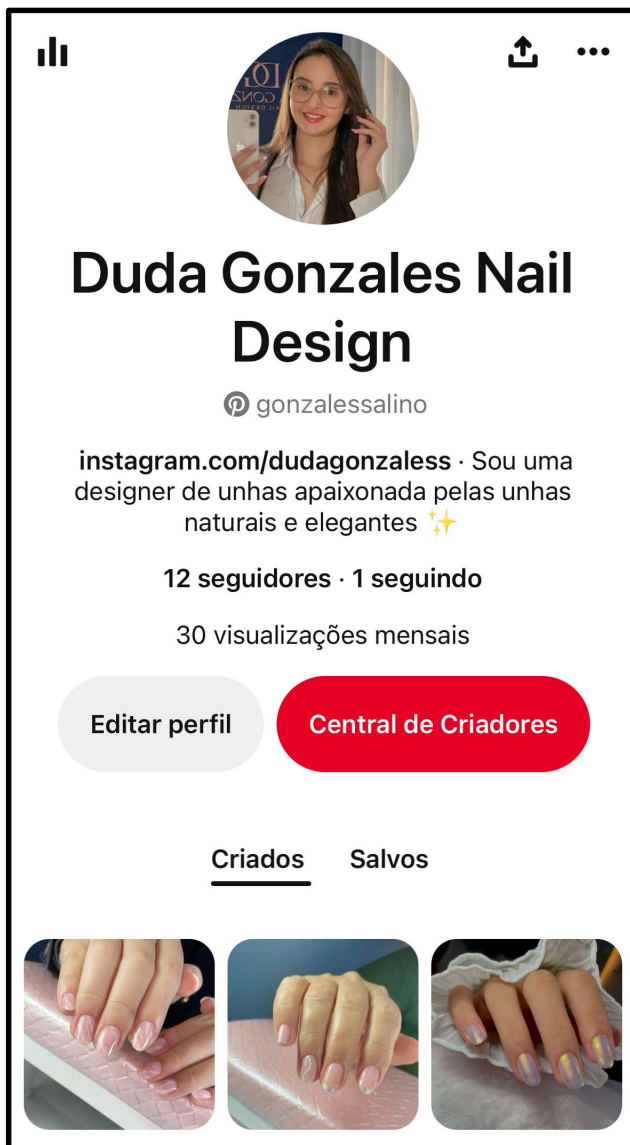 Duda Gonzales Nail
Design
gonzalessalino
instagram.com/dudagonzaless · Sou uma
designer de unhas apaixonada pelas unhas
naturais e elegantes ✨
12 seguidores · 1 seguindo
30 visualizações mensais
Editar perfil
Central de Criadores
Criados
Salvos